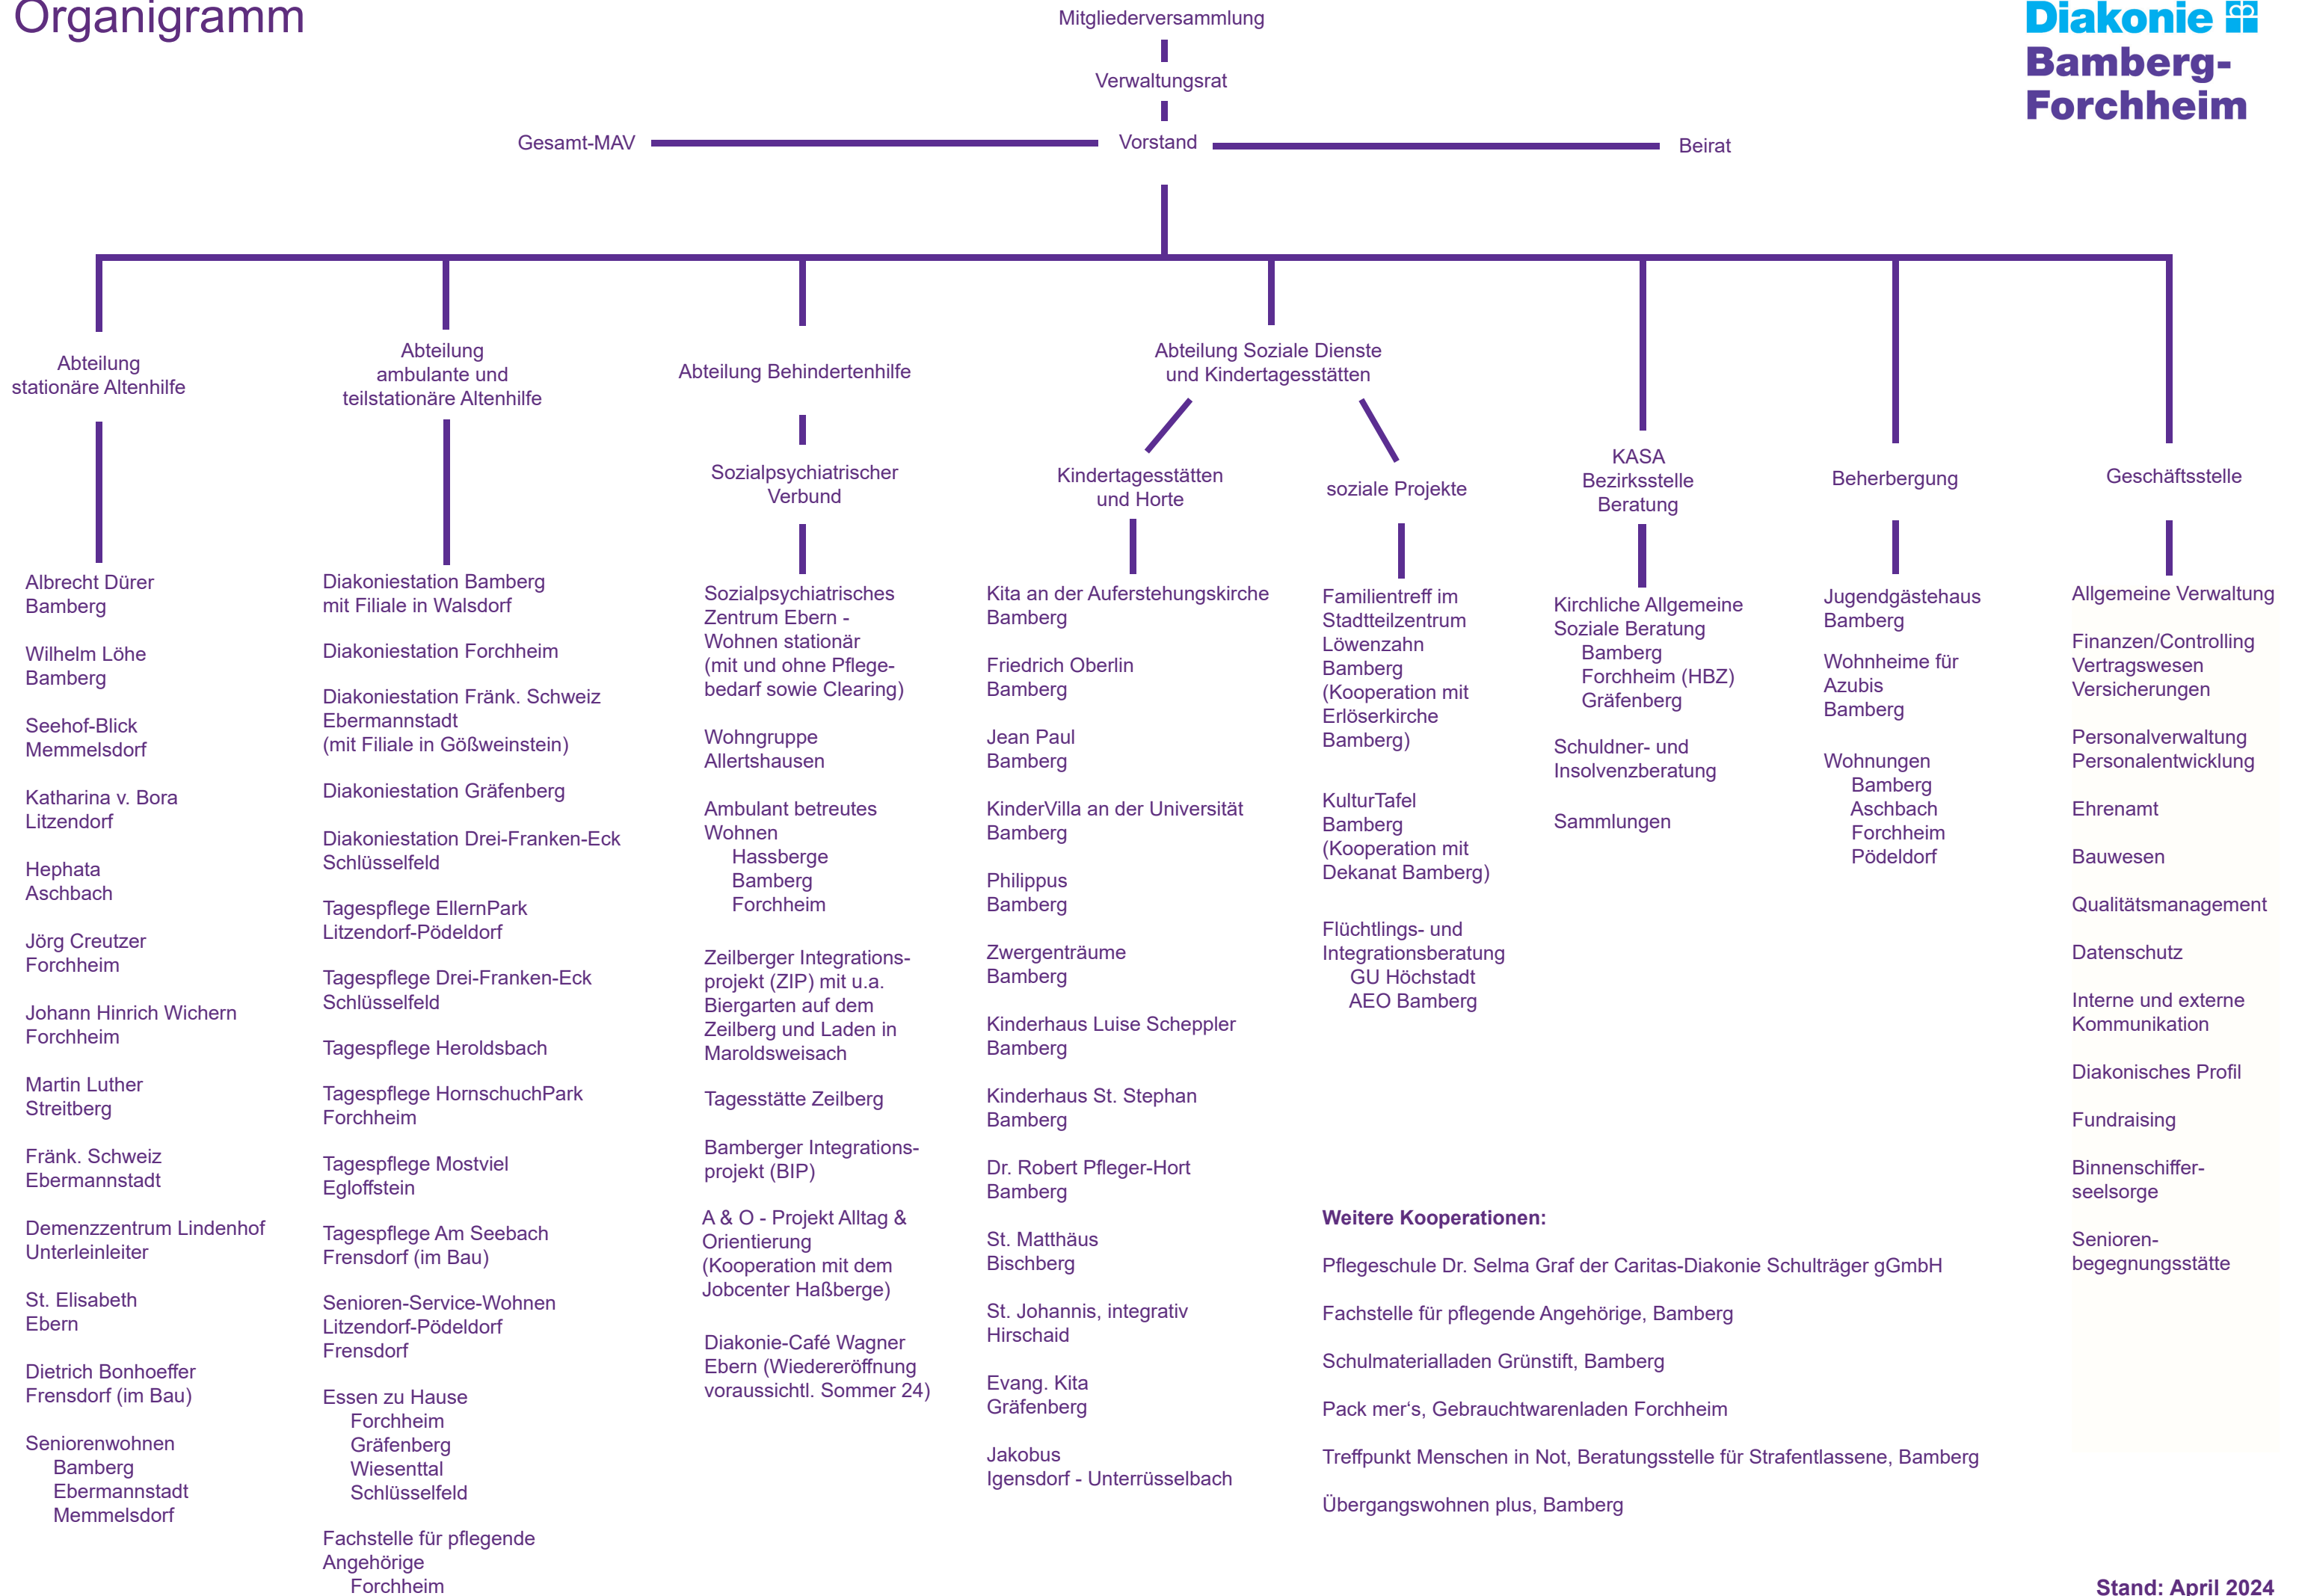 Organigramm
Diakonie
Bamberg-
Forchheim
Mitgliederversammlung
Verwaltungsrat
Gesamt-MAV
Vorstand
Beirat
Abteilung
stationäre Altenhilfe
Albrecht Dürer
Bamberg
Wilhelm Löhe
Bamberg
Seehof-Blick
Memmelsdorf
Katharina v. Bora
Litzendorf
Hephata
Aschbach
Jörg Creutzer
Forchheim
Johann Hinrich Wichern
Forchheim
Martin Luther
Streitberg
Fränk. Schweiz
Ebermannstadt
Demenzzentrum Lindenhof
Unterleinleiter
St. Elisabeth
Ebern
Dietrich Bonhoeffer
Frensdorf (im Bau)
Seniorenwohnen
Bamberg
Ebermannstadt
Memmelsdorf
Abteilung
ambulante und
teilstationäre Altenhilfe
Diakoniestation Bamberg
mit Filiale in Walsdorf
Diakoniestation Forchheim
Diakoniestation Fränk. Schweiz
Ebermannstadt
(mit Filiale in Gößweinstein)
Diakoniestation Gräfenberg
Diakoniestation Drei-Franken-Eck
Schlüsselfeld
Tagespflege EllernPark
Litzendorf-Pödeldorf
Tagespflege Drei-Franken-Eck
Schlüsselfeld
Tagespflege Heroldsbach
Tagespflege HornschuchPark
Forchheim
Tagespflege Mostviel
Egloffstein
Tagespflege Am Seebach
Frensdorf (im Bau)
Senioren-Service-Wohnen
Litzendorf-Pödeldorf
Frensdorf
Essen zu Hause
Forchheim
Gräfenberg
Wiesenttal
Schlüsselfeld
Fachstelle für pflegende
Angehörige
Forchheim
Abteilung Behindertenhilfe
Sozialpsychiatrischer
Verbund
Sozialpsychiatrisches
Zentrum Ebern -
Wohnen stationär
(mit und ohne Pflege-
bedarf sowie Clearing)
Wohngruppe
Allertshausen
Ambulant betreutes
Wohnen
Hassberge
Bamberg
Forchheim
Zeilberger Integrations-
projekt (ZIP) mit u.a.
Biergarten auf dem
Zeilberg und Laden in
Maroldsweisach
Tagesstätte Zeilberg
Bamberger Integrations-
projekt (BIP)
A & O - Projekt Alltag &
Orientierung
(Kooperation mit dem
Jobcenter Haßberge)
Diakonie-Café Wagner
Ebern (Wiedereröffnung
voraussichtl. Sommer 24)
Abteilung Soziale Dienste
und Kindertagesstätten
Kindertagesstätten
und Horte
Kita an der Auferstehungskirche
Bamberg
Friedrich Oberlin
Bamberg
Jean Paul
Bamberg
KinderVilla an der Universität
Bamberg
Philippus
Bamberg
Zwergenträume
Bamberg
Kinderhaus Luise Scheppler
Bamberg
Kinderhaus St. Stephan
Bamberg
Dr. Robert Pfleger-Hort
Bamberg
St. Matthäus
Bischberg
St. Johannis, integrativ
Hirschaid
Evang. Kita
Gräfenberg
Jakobus
Igensdorf - Unterrüsselbach
soziale Projekte
Familientreff im
Stadtteilzentrum
Löwenzahn
Bamberg
(Kooperation mit
Erlöserkirche
Bamberg)
KulturTafel
Bamberg
(Kooperation mit
Dekanat Bamberg)
Flüchtlings- und
Integrationsberatung
GU Höchstadt
AEO Bamberg
KASA
Bezirksstelle
Beratung
Kirchliche Allgemeine
Soziale Beratung
Bamberg
Forchheim (HBZ)
Gräfenberg
Schuldner- und
Insolvenzberatung
Sammlungen
Beherbergung
Jugendgästehaus
Bamberg
Wohnheime für
Azubis
Bamberg
Wohnungen
Bamberg
Aschbach
Forchheim
Pödeldorf
Geschäftsstelle
Allgemeine Verwaltung
Finanzen/Controlling
Vertragswesen
Versicherungen
Personalverwaltung
Personalentwicklung
Ehrenamt
Bauwesen
Qualitätsmanagement
Datenschutz
Interne und externe
Kommunikation
Diakonisches Profil
Fundraising
Binnenschiffer-
seelsorge
Senioren-
begegnungsstätte
Weitere Kooperationen:
Pflegeschule Dr. Selma Graf der Caritas-Diakonie Schulträger gGmbH
Fachstelle für pflegende Angehörige, Bamberg
Schulmaterialladen Grünstift, Bamberg
Pack mer‘s, Gebrauchtwarenladen Forchheim
Treffpunkt Menschen in Not, Beratungsstelle für Strafentlassene, Bamberg
Übergangswohnen plus, Bamberg
Stand: April 2024